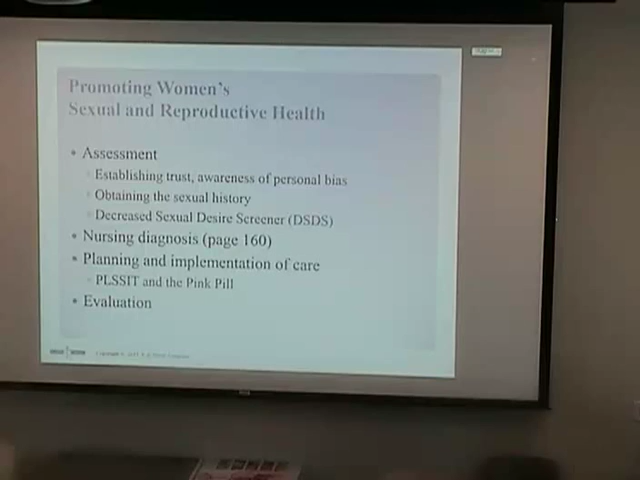 Promoting Women's
Sexual and Reproductive Health
• Assessment
Establishing trust, awareness of personal bias
Obtaining the sexual history
Decreased Sexual Desire Screener (DSDS)
• Nursing diagnosis (page 160)
• Planning and implementation of care
PLSSIT and the Pink Pill
• Evaluation